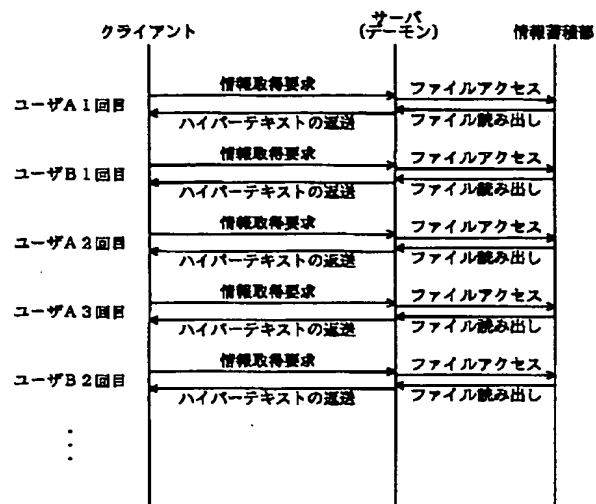 クライアント
サーバ
(デーモン)
情報蓄積部
情報取得要求
ファイルアクセス
ユーザA1回目
ハイパーテキストの返送
ファイル読み出し
情報取得要求
ファイルアクセス
ユーザB1回目
ハイパーテキストの返送
ファイル読み出し
情報取得要求
ファイルアクセス
ユーザA2回目
ハイパーテキストの返送
ファイル読み出し
情報取得要求
ファイルアクセス
ユーザA3回目
ハイパーテキストの返送
ファイル読み出し
情報取得要求
ファイルアクセス
ユーザB2回目
ハイパーテキストの返送
ファイル読み出し